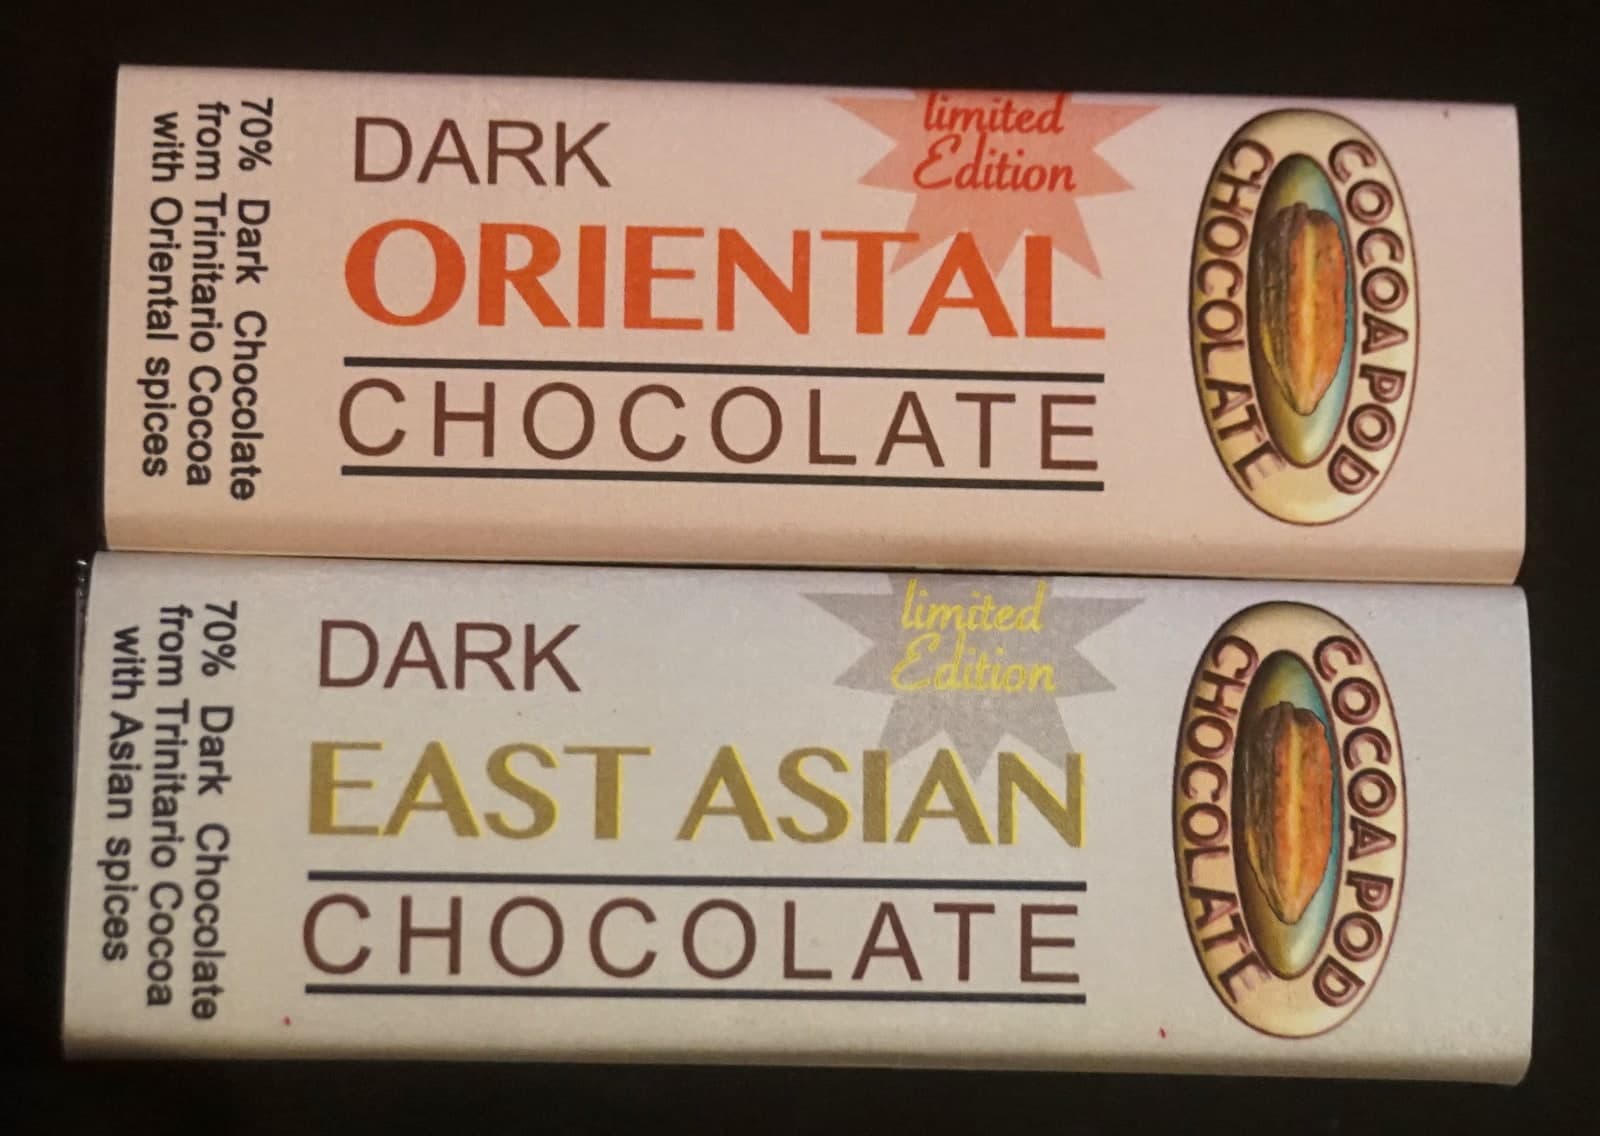 70% Dark Chocolate
from Trinitario Cocoa
with Oriental spices
DARK
limited
Edition
ORIENTAL
CHOCOLATE
COCOA POD
CHOCOLATE
70% Dark Chocolate
from Trinitario Cocoa
with Asian spices
DARK
limited
Edition
EAST ASIAN
CHOCOLATE
COCOA POD
CHOCOLATE